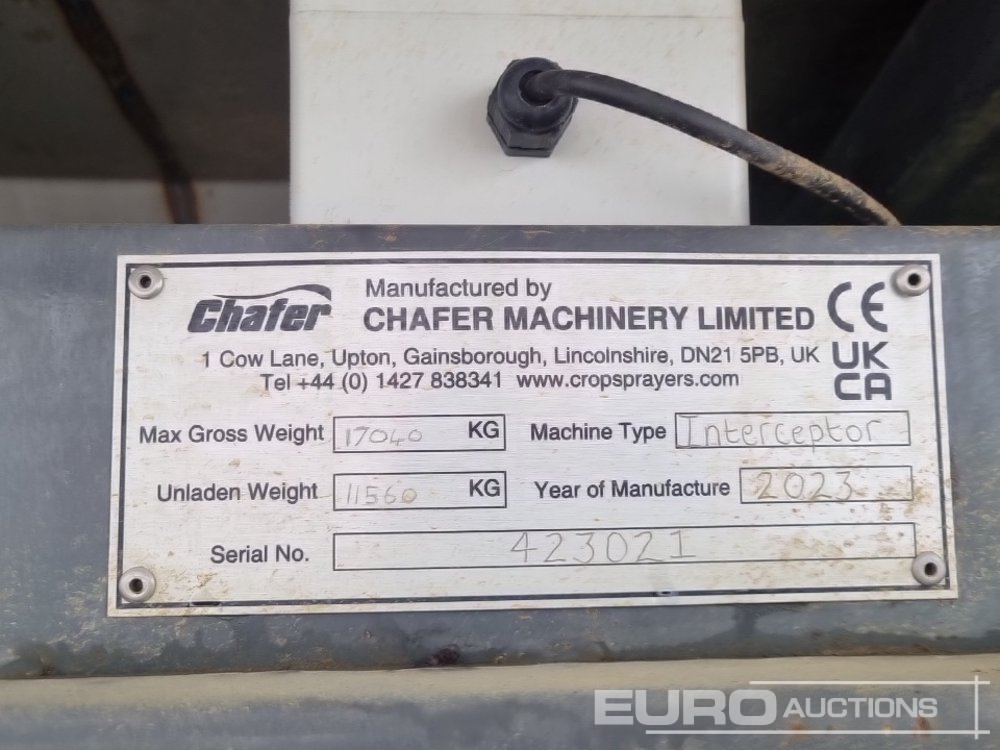 Chafer
Manufactured by
CHAFER MACHINERY LIMITED
CE
1 Cow Lane, Upton, Gainsborough, Lincolnshire, DN21 5PB, UK
Tel +44 (0) 1427 838341 www.cropsprayers.com
UK
CA
Max Gross Weight 17040 KG Machine Type Interceptor
Unladen Weight 11560 KG Year of Manufacture 2023
Serial No. 423021
EURO AUCTIONS